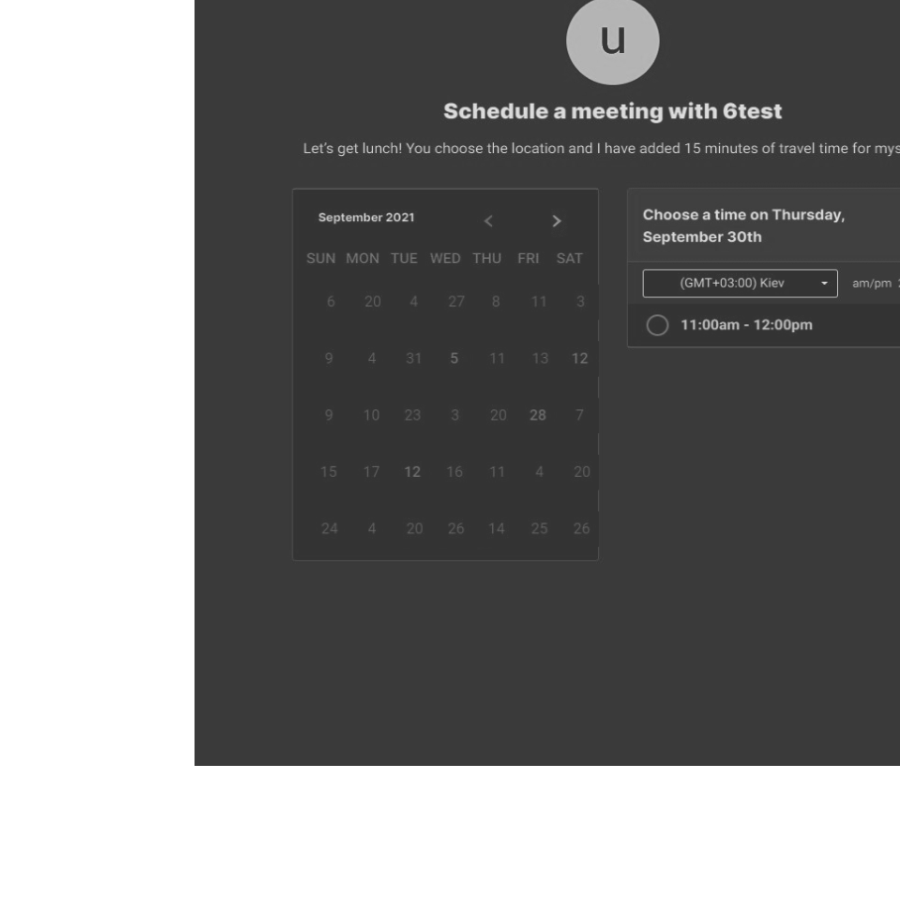 u
Schedule a meeting with 6test
Let's get lunch! You choose the location and I have added 15 minutes of travel time for mys
September 2021
SUN MON TUE WED THU FRI SAT
6 20 4 27 8 11 3
9 4 31 5 11 13 12
9 10 23 3 20 28 7
15 17 12 16 11 4 20
24 4 20 26 14 25 26
Choose a time on Thursday,
September 30th
(GMT+03:00) Kiev am/pm
11:00am - 12:00pm